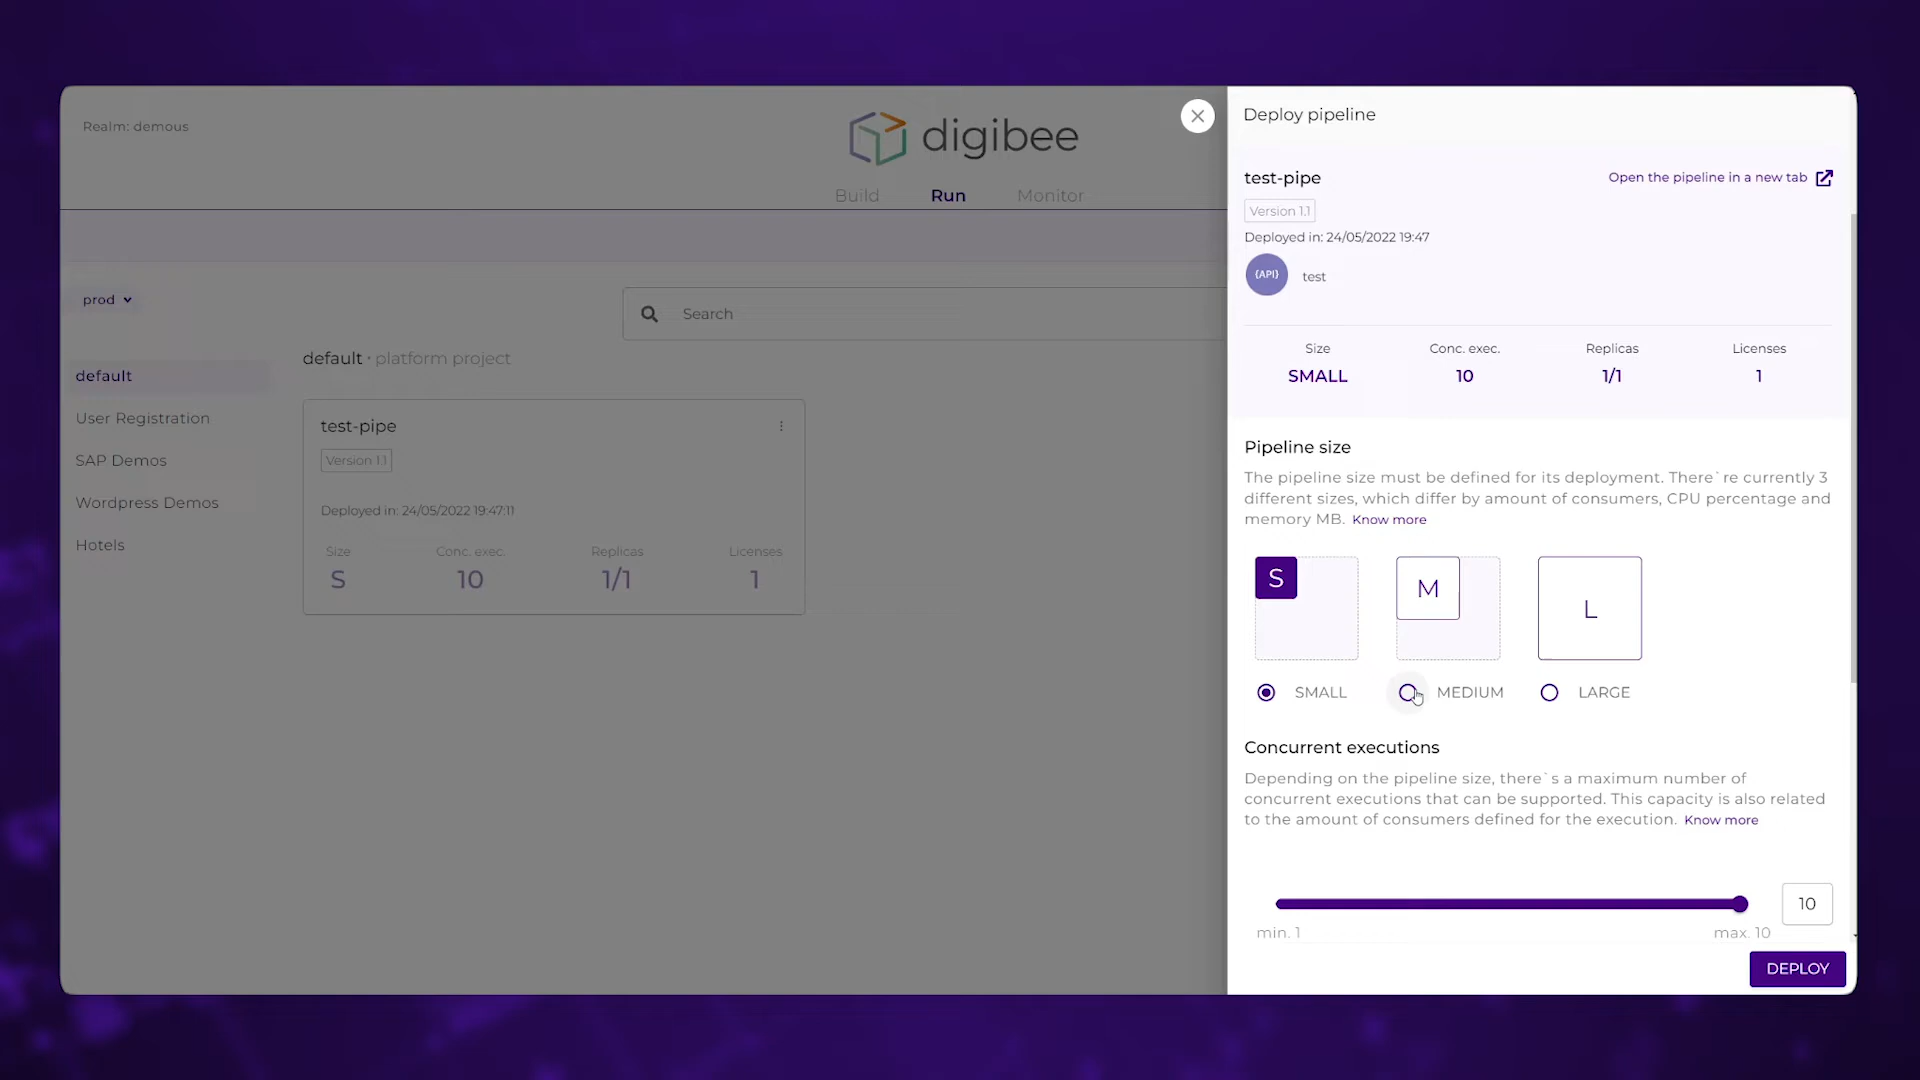 Realm: demous
digibee
Build
Run
Monitor
prod
Search
default
User Registration
SAP Demos
Wordpress Demos
Hotels
default · platform project
test-pipe
Version 1.1
Deployed in: 24/05/2022 19:47:11
Size
Conc. exec.
Replicas
Licenses
S
10
1/1
1
Deploy pipeline
test-pipe
Open the pipeline in a new tab
Version 1.1
Deployed in: 24/05/2022 19:47
{API}
test
Size
Conc. exec.
Replicas
Licenses
SMALL
10
1/1
1
Pipeline size
The pipeline size must be defined for its deployment. There`re currently 3
different sizes, which differ by amount of consumers, CPU percentage and
memory MB. Know more
S
M
L
SMALL
MEDIUM
LARGE
Concurrent executions
Depending on the pipeline size, there`s a maximum number of
concurrent executions that can be supported. This capacity is also related
to the amount of consumers defined for the execution. Know more
10
min. 1
max. 10
DEPLOY